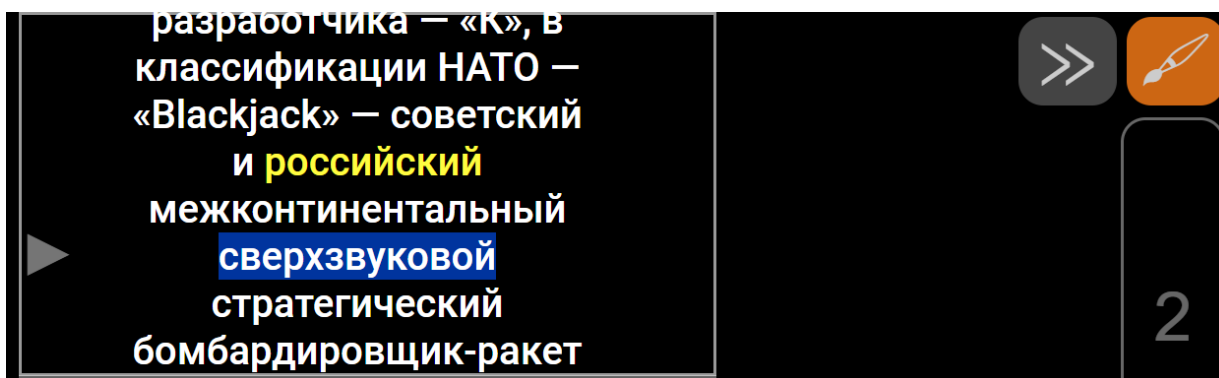 разработчика — «К», в
классификации НАТО —
«Blackjack» — советский
и российский
межконтинентальный
сверхзвуковой
стратегический
бомбардировщик-ракет
2